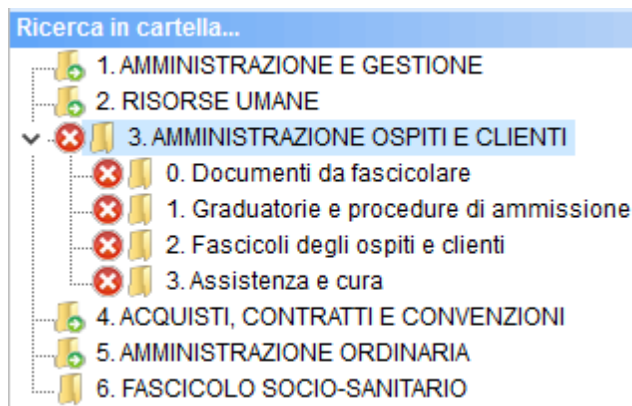 Ricerca in cartella...
1. AMMINISTRAZIONE E GESTIONE
2. RISORSE UMANE
3. AMMINISTRAZIONE OSPITI E CLIENTI
0. Documenti da fascicolare
1. Graduatorie e procedure di ammissione
2. Fascicoli degli ospiti e clienti
3. Assistenza e cura
4. ACQUISTI, CONTRATTI E CONVENZIONI
5. AMMINISTRAZIONE ORDINARIA
6. FASCICOLO SOCIO-SANITARIO